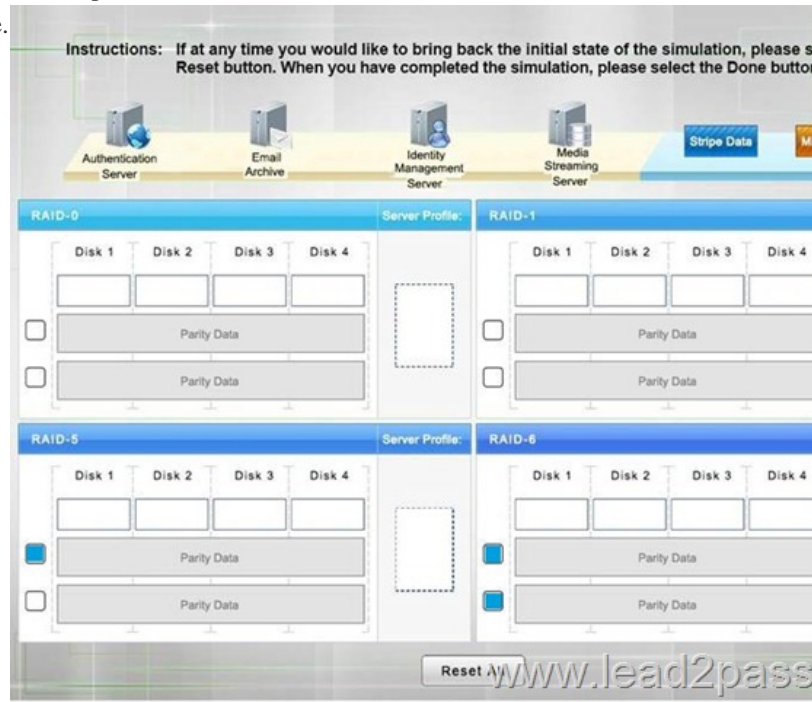 e.
Instructions: If at any time you would like to bring back the initial state of the simulation, please s
Reset button. When you have completed the simulation, please select the Done button
Authentication
Server
Email
Archive
Identity
Management
Server
Media
Streaming
Server
Stripe Data
M
RAID-0 Server Profile:
Disk 1 Disk 2 Disk 3 Disk 4
Parity Data
Parity Data
RAID-1
Disk 1 Disk 2 Disk 3 Disk 4
Parity Data
Parity Data
RAID-5 Server Profile:
Disk 1 Disk 2 Disk 3 Disk 4
Parity Data
Parity Data
RAID-6
Disk 1 Disk 2 Disk 3 Disk 4
Parity Data
Parity Data
Reset All
www.lead2pass